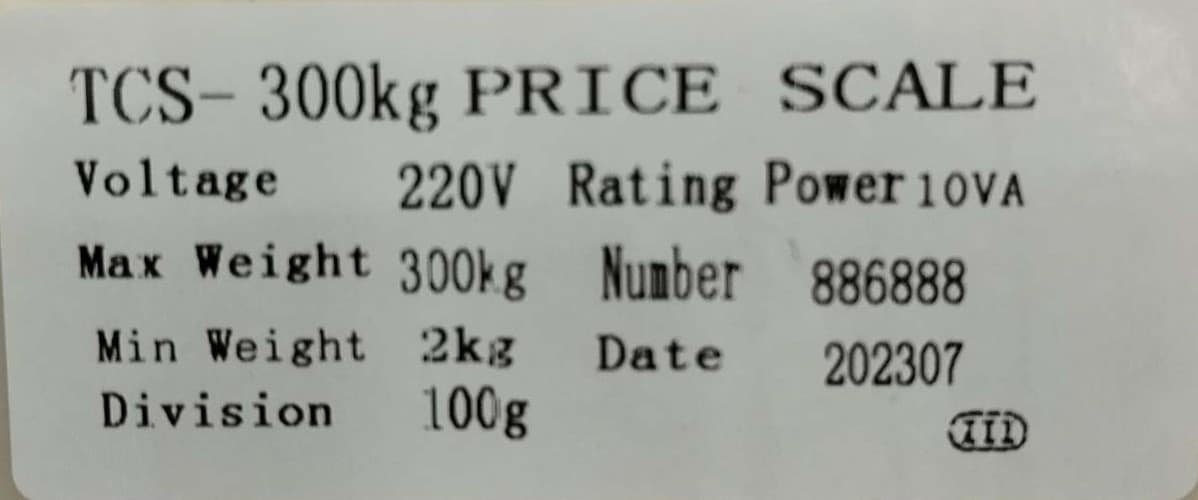 TCS-300kg PRICE SCALE
Voltage 220V Rating Power 10VA
Max Weight 300kg Number 886888
Min Weight 2kg Date 202307
Division 100g
III